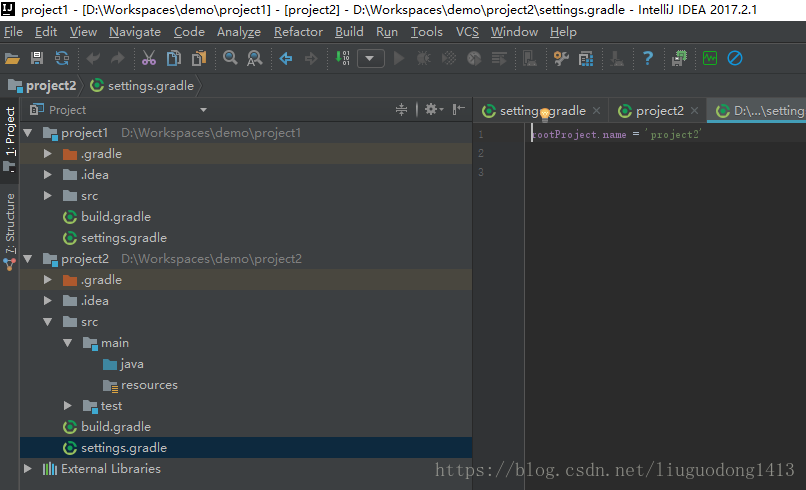 project1 - [D:\Workspaces\demo\project1] - [project2] - D:\Workspaces\demo\project2\settings.gradle - IntelliJ IDEA 2017.2.1
File Edit View Navigate Code Analyze Refactor Build Run Tools VCS Window Help
project2 settings.gradle
1: Project
7: Structure
Project
project1 D:\Workspaces\demo\project1
.gradle
.idea
src
build.gradle
settings.gradle
project2 D:\Workspaces\demo\project2
.gradle
.idea
src
main
java
resources
test
build.gradle
settings.gradle
External Libraries
settings.gradle project2 D:\...\setting
1 rootProject.name = 'project2'
2
3
https://blog.csdn.net/liuguodong1413